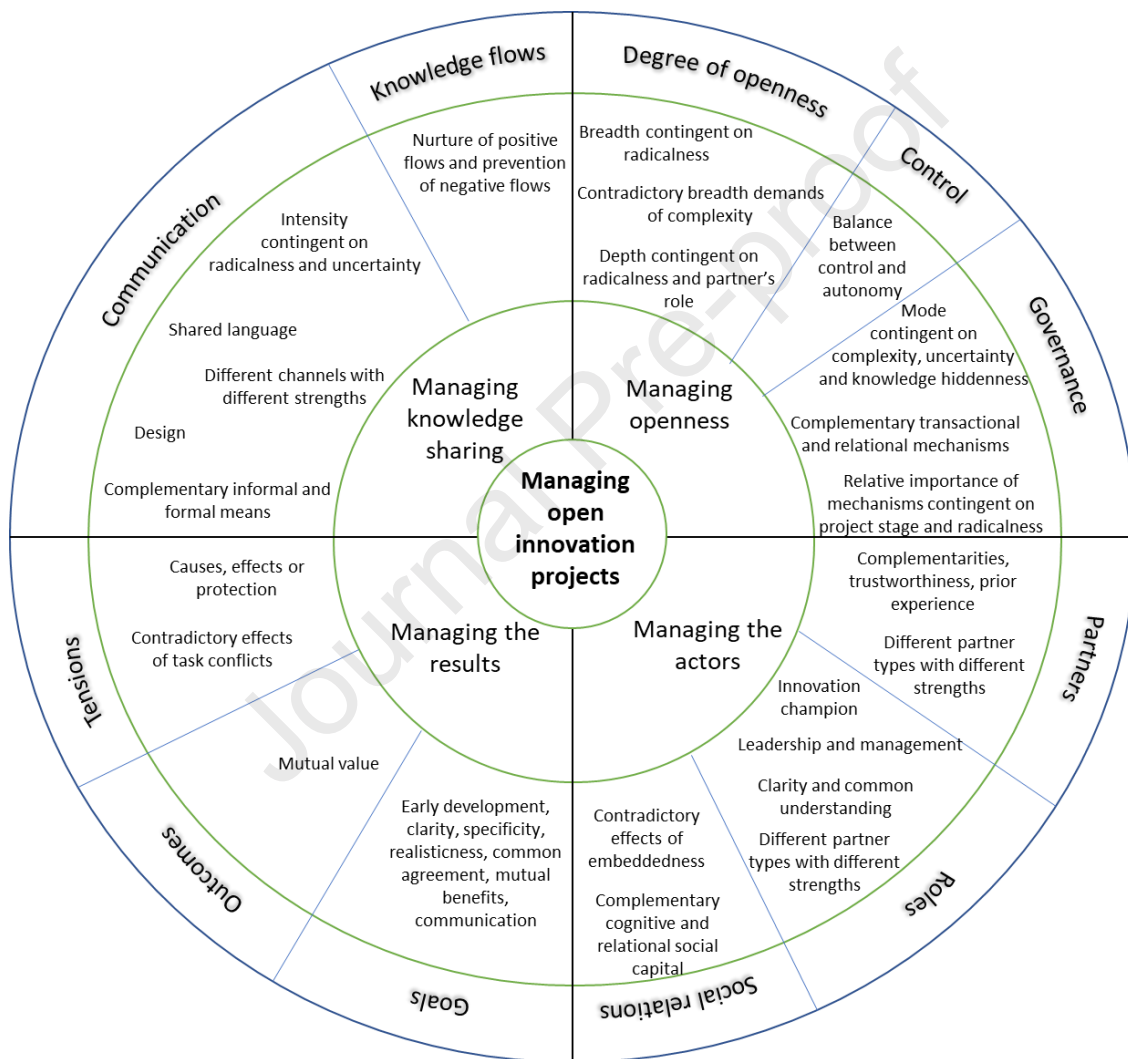 Knowledge flows
Degree of openness
Control
Governance
Partners
Roles
Social relations
Goals
Outcomes
Tensions
Communication
Managing
open
innovation
projects
Managing
knowledge
sharing
Nurture of positive
flows and prevention
of negative flows
Intensity
contingent on
radicalness and uncertainty
Shared language
Different channels with
different strengths
Design
Complementary informal and
formal means
Managing
openness
Breadth contingent on
radicalness
Contradictory breadth demands
of complexity
Depth contingent on
radicalness and partner's
role
Balance
between
control and
autonomy
Mode
contingent on
complexity, uncertainty
and knowledge hiddenness
Complementary transactional
and relational mechanisms
Relative importance of
mechanisms contingent on
project stage and radicalness
Managing the
actors
Complementarities,
trustworthiness, prior
experience
Different partner
types with different
strengths
Innovation
champion
Leadership and management
Clarity and common
understanding
Different partner
types with different
strengths
Contradictory
effects of
embeddedness
Complementary
cognitive and
relational social
capital
Managing the
results
Causes, effects or
protection
Contradictory effects
of task conflicts
Mutual value
Early development,
clarity, specificity,
realisticness, common
agreement, mutual
benefits,
communication
Journal Pre-proof